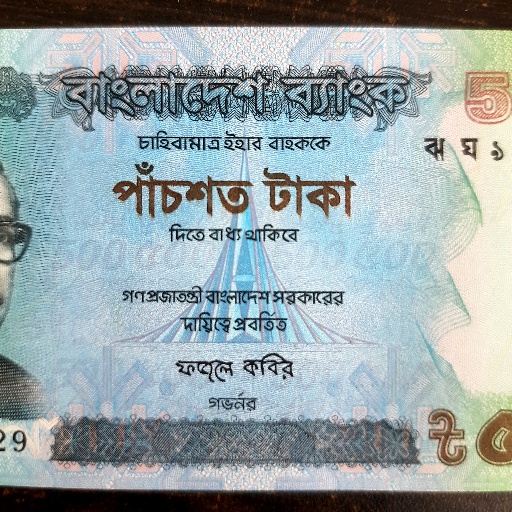 বাংলাদেশ ব্যাংক
5
চাহিবামাত্র ইহার বাহককে
ঝ ঘ ১
পাঁচশত টাকা
দিতে বাধ্য থাকিবে
গণপ্রজাতন্ত্রী বাংলাদেশ সরকারের
দায়িত্বে প্রবর্তিত
ফজলে কবির
গভর্নর
29
৳ ৫